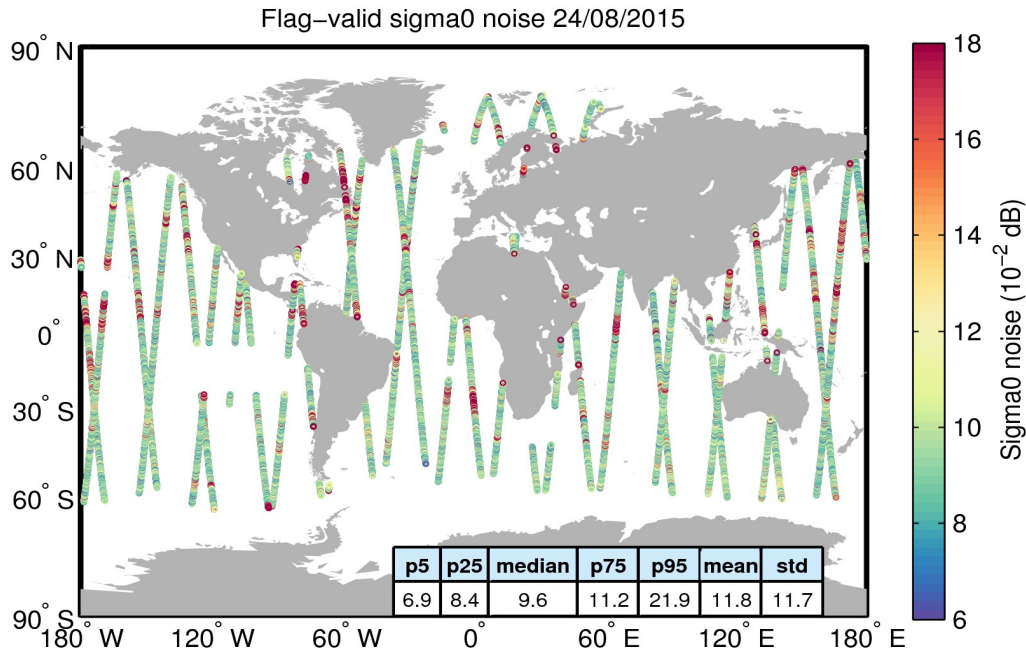 Flag−valid sigma0 noise 24/08/2015
90° N
60° N
30° N
0°
30° S
60° S
90° S
180° W
120° W
60° W
0°
60° E
120° E
180° E
p5 p25 median p75 p95 mean std
6.9 8.4 9.6 11.2 21.9 11.8 11.7
18
16
14
12
10
8
6
Sigma0 noise (10⁻² dB)